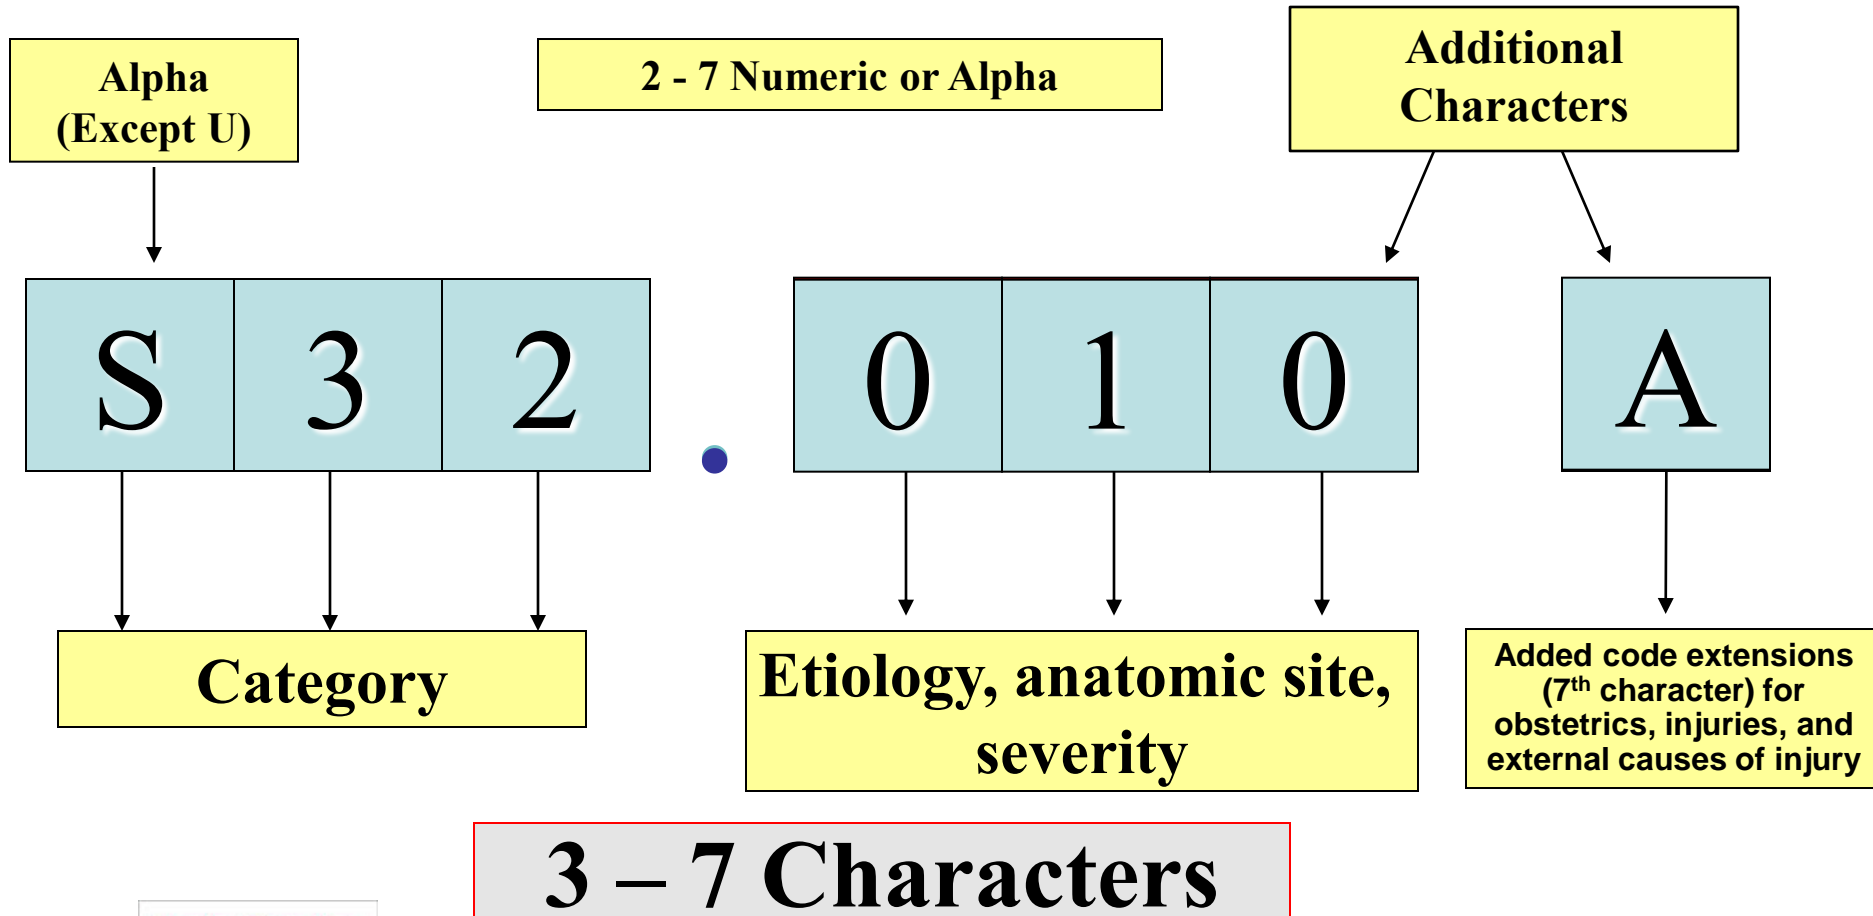 Alpha
(Except U)
2 - 7 Numeric or Alpha
Additional
Characters
S 3 2 . 0 1 0 A
Category
Etiology, anatomic site,
severity
Added code extensions
(7th character) for
obstetrics, injuries, and
external causes of injury
3 – 7 Characters